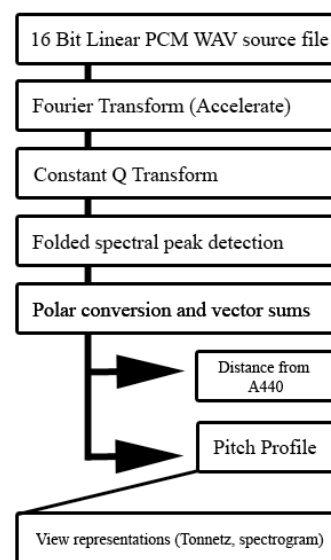 16 Bit Linear PCM WAV source file
Fourier Transform (Accelerate)
Constant Q Transform
Folded spectral peak detection
Polar conversion and vector sums
Distance from
A440
Pitch Profile
View representations (Tonnetz, spectrogram)